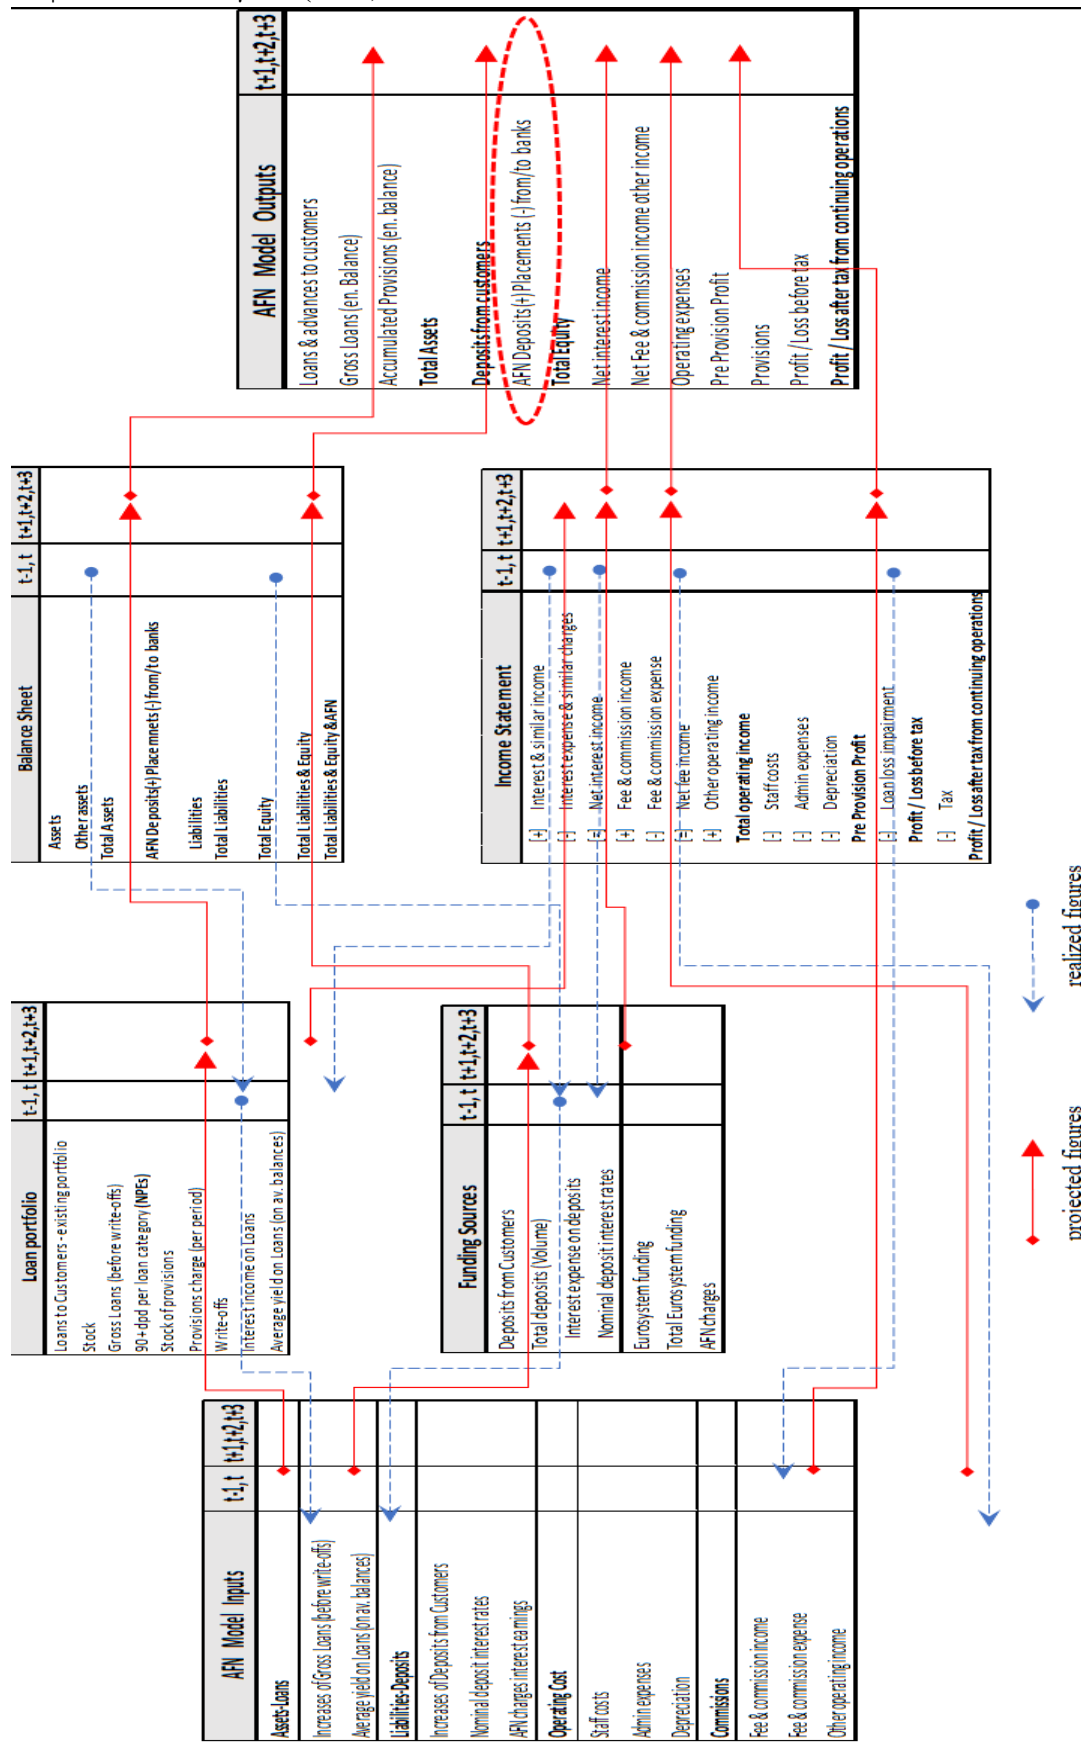 AFN Model Inputs
t-1, t
t+1,t+2,t+3
Assets-Loans
Increases of Gross Loans (before write-offs)
Average yield on Loans (on av. balances)
Liabilities-Deposits
Increases of Deposits from Customers
Nominal deposit interest rates
AFN charges interest earnings
Operating Cost
Staff costs
Admin expenses
Depreciation
Commissions
Fee & commission income
Fee & commission expense
Other operating income
Loan portfolio
t-1, t
t+1,t+2,t+3
Loans to Customers - existing portfolio
Stock
Gross Loans (before write-offs)
90+ dpd per loan category (NPEs)
Stock of provisions
Provisions charge (per period)
Write-offs
Interest income on Loans
Average yield on Loans (on av. balances)
Funding Sources
t-1, t
t+1,t+2,t+3
Deposits from Customers
Total deposits (Volume)
Interest expense on deposits
Nominal deposit interest rates
Eurosystem funding
Total Eurosystem funding
AFN charges
Balance Sheet
t-1, t
t+1,t+2,t+3
Assets
Other assets
Total Assets
AFN Deposits(+)Placemnets (-)from/to banks
Liabilities
Total Liabilities
Total Equity
Total Liabilities & Equity
Total Liabilities & Equity &AFN
Income Statement
t-1, t
t+1,t+2,t+3
[+] Interest & similar income
[-] Interest expense & similar charges
[=] Net interest income
[+] Fee & commission income
[-] Fee & commission expense
[=] Net fee income
[+] Other operating income
Total operating income
[-] Staff costs
[-] Admin expenses
[-] Depreciation
Pre Provision Profit
[-] Loan loss impairment
Profit / Loss before tax
[-] Tax
Profit / Loss after tax from continuing operations
AFN Model Outputs
t+1,t+2,t+3
Loans & advances to customers
Gross Loans (en. Balance)
Accumulated Provisions (en. balance)
Total Assets
Deposits from customers
AFN Deposits (+) Placements (-) from/to banks
Total Equity
Net interest income
Net Fee & commission income other income
Operating expenses
Pre Provision Profit
Provisions
Profit / Loss before tax
Profit / Loss after tax from continuing operations
projected figures
realized figures